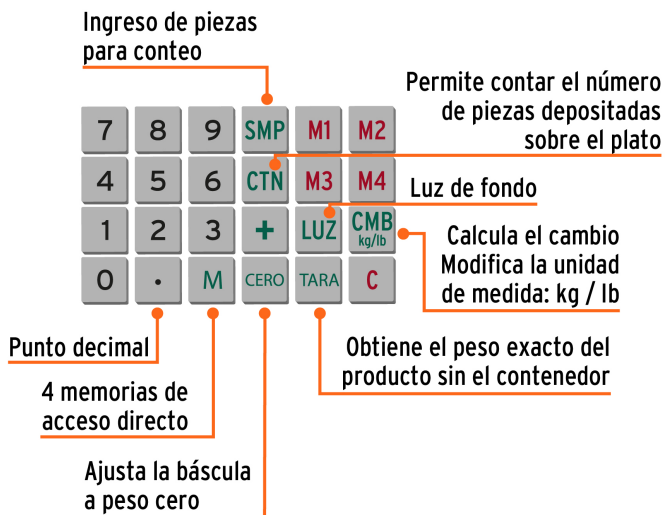 Ingreso de piezas
para conteo
Permite contar el número
de piezas depositadas
sobre el plato
7 8 9 SMP M1 M2
4 5 6 CTN M3 M4
Luz de fondo
1 2 3 + LUZ CMB
kg/lb
Calcula el cambio
Modifica la unidad
de medida: kg / lb
0 . M CERO TARA C
Punto decimal
Obtiene el peso exacto del
producto sin el contenedor
4 memorias de
acceso directo
Ajusta la báscula
a peso cero